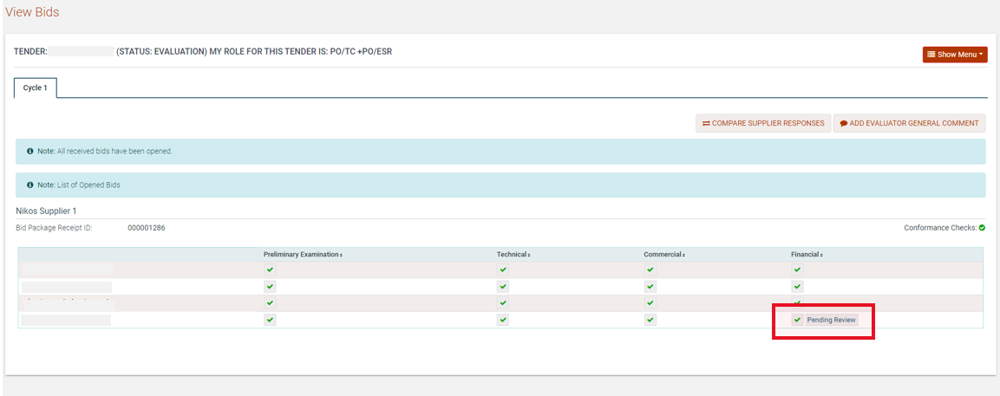 View Bids
TENDER: (STATUS: EVALUATION) MY ROLE FOR THIS TENDER IS: PO/TC +PO/ESR
Show Menu
Cycle 1
COMPARE SUPPLIER RESPONSES ADD EVALUATOR GENERAL COMMENT
Note: All received bids have been opened.
Note: List of Opened Bids
Nikos Supplier 1
Bid Package Receipt ID: 000001286 Conformance Checks:
Preliminary Examination Technical Commercial Financial
Pending Review